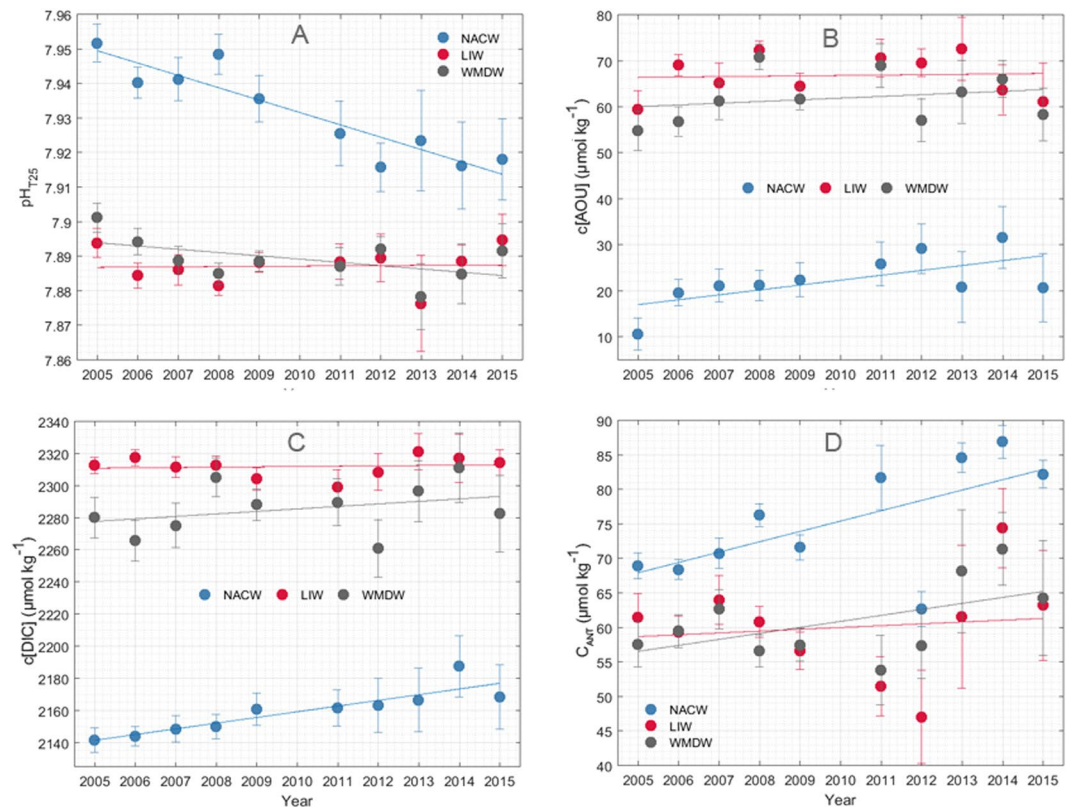 A
NACW
LIW
WMDW
7.96
7.95
7.94
7.93
7.92
7.91
7.9
7.89
7.88
7.87
7.86
pHT25
2005 2006 2007 2008 2009 2010 2011 2012 2013 2014 2015
B
80
70
60
50
40
30
20
10
c[AOU] (μmol kg-1)
NACW LIW WMDW
2005 2006 2007 2008 2009 2010 2011 2012 2013 2014 2015
C
2340
2320
2300
2280
2260
2240
2220
2200
2180
2160
2140
c[DIC] (μmol kg-1)
NACW LIW WMDW
2005 2006 2007 2008 2009 2010 2011 2012 2013 2014 2015
Year
D
90
85
80
75
70
65
60
55
50
45
40
CANT (μmol kg-1)
NACW
LIW
WMDW
2005 2006 2007 2008 2009 2010 2011 2012 2013 2014 2015
Year